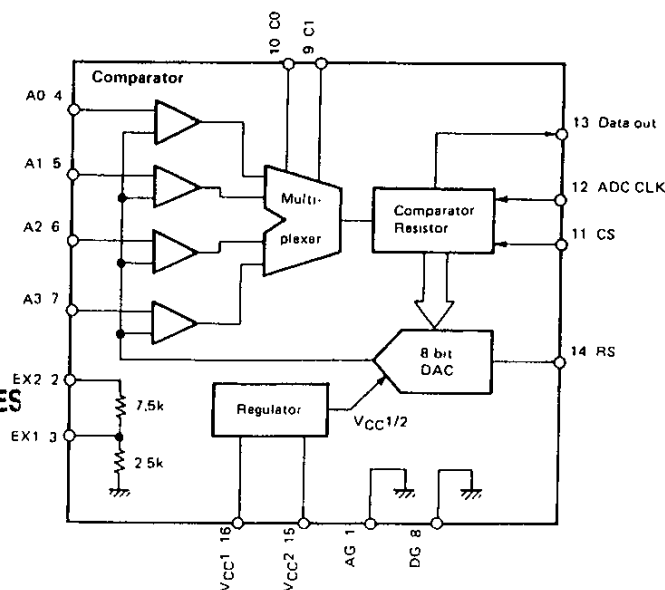 10 C0
9 C1
Comparator
A0 4
A1 5
A2 6
A3 7
Multi-
plexer
Comparator
Resistor
13 Data out
12 ADC CLK
11 CS
8 bit
DAC
14 RS
EX2 2
ES
7.5k
EX1 3
2.5k
Regulator
VCC1/2
VCC1 16
VCC2 15
AG 1
DG 8